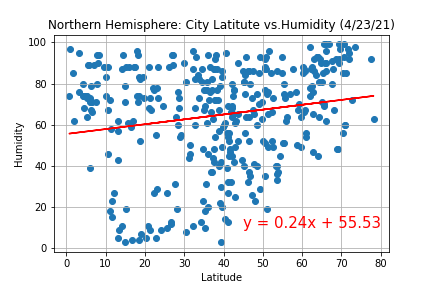 Northern Hemisphere: City Latitute vs.Humidity (4/23/21)
100
80
60
40
20
0
Humidity
y = 0.24x + 55.53
0 10 20 30 40 50 60 70 80
Latitude